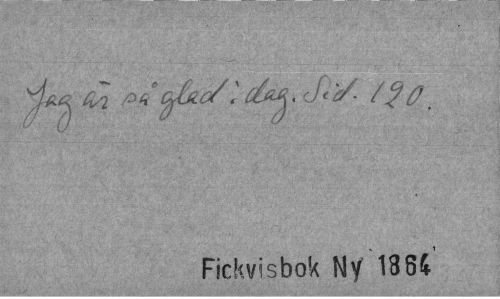 Jag är så glad i dag. Sid. 120.
Fickvisbok Ny 1864